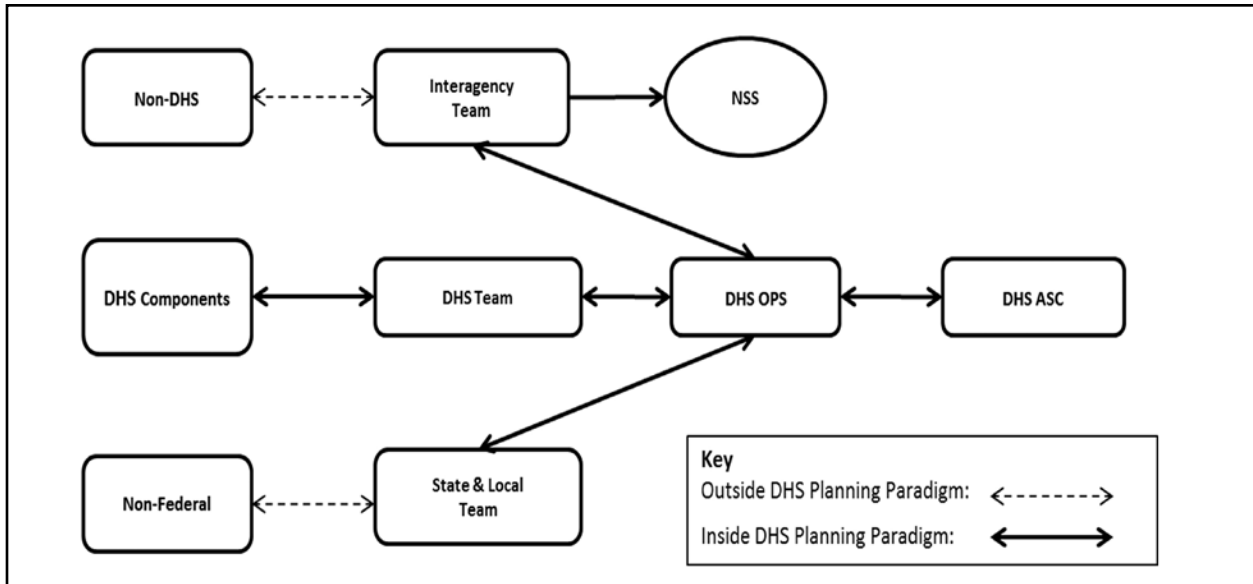 Non-DHS
Interagency
Team
NSS
DHS Components
DHS Team
DHS OPS
DHS ASC
Non-Federal
State & Local
Team
Key
Outside DHS Planning Paradigm:
Inside DHS Planning Paradigm: